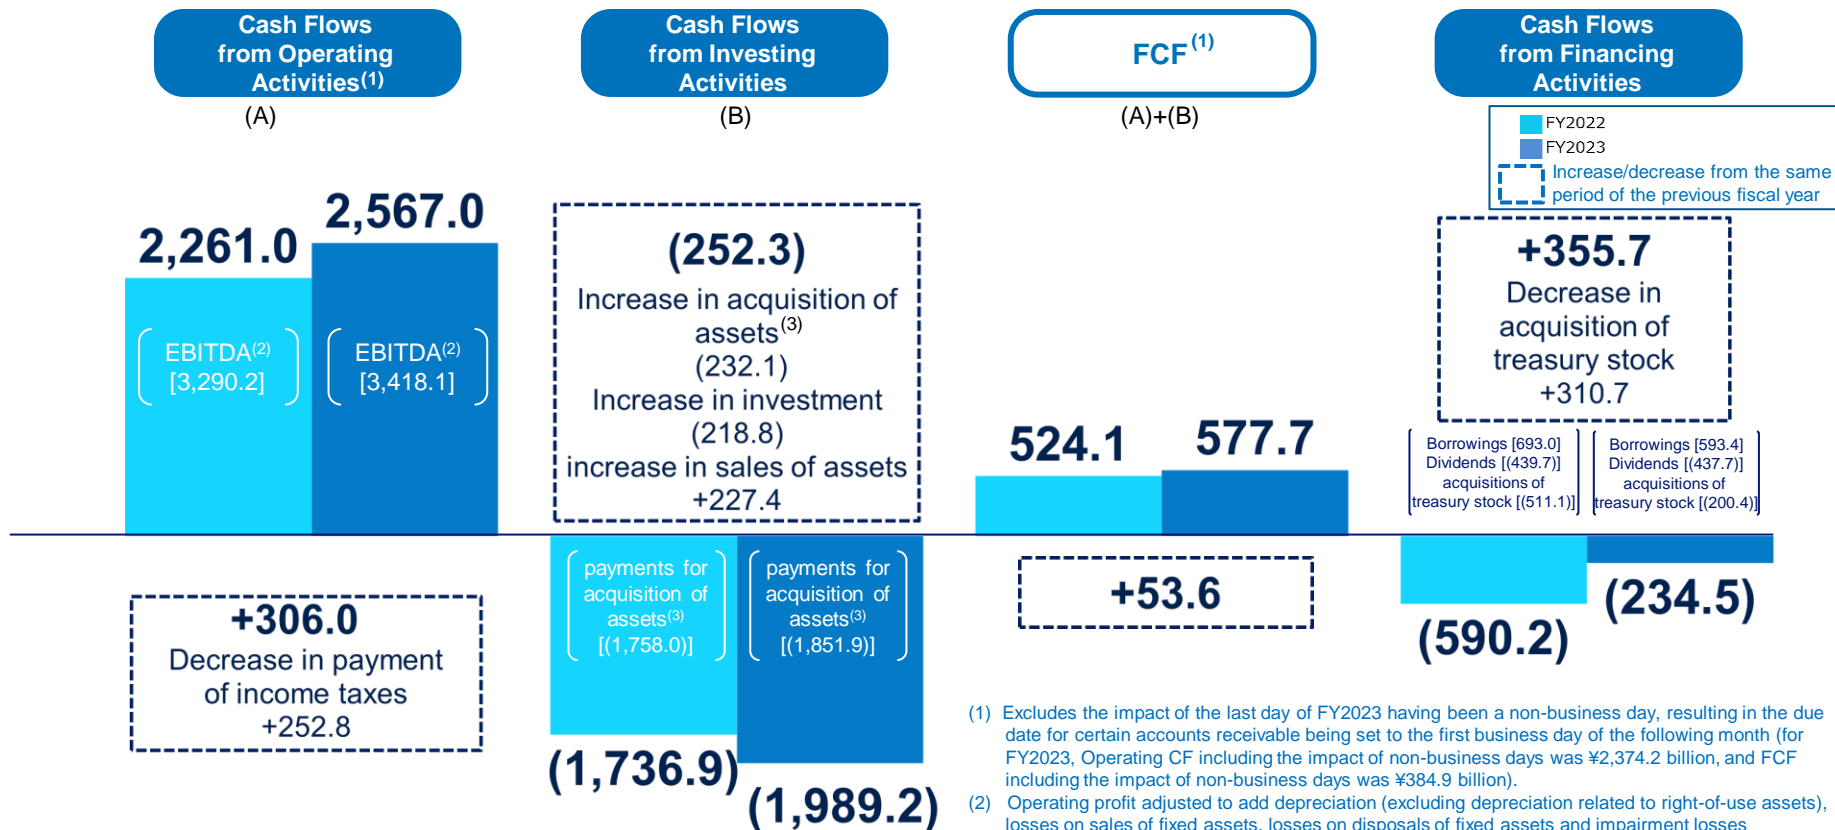 Cash Flows
from Operating
Activities(1)
(A)
Cash Flows
from Investing
Activities
(B)
FCF(1)
(A)+(B)
Cash Flows
from Financing
Activities
FY2022
FY2023
Increase/decrease from the same
period of the previous fiscal year
2,261.0
2,567.0
EBITDA(2)
[3,290.2]
EBITDA(2)
[3,418.1]
+306.0
Decrease in payment
of income taxes
+252.8
(252.3)
Increase in acquisition of
assets(3)
(232.1)
Increase in investment
(218.8)
increase in sales of assets
+227.4
payments for
acquisition of
assets(3)
[(1,758.0)]
payments for
acquisition of
assets(3)
[(1,851.9)]
(1,736.9)
(1,989.2)
524.1
577.7
+53.6
+355.7
Decrease in
acquisition of
treasury stock
+310.7
Borrowings [693.0]
Dividends [(439.7)]
acquisitions of
treasury stock [(511.1)]
Borrowings [593.4]
Dividends [(437.7)]
acquisitions of
treasury stock [(200.4)]
(590.2)
(234.5)
(1) Excludes the impact of the last day of FY2023 having been a non-business day, resulting in the due
date for certain accounts receivable being set to the first business day of the following month (for
FY2023, Operating CF including the impact of non-business days was ¥2,374.2 billion, and FCF
including the impact of non-business days was ¥384.9 billion).
(2) Operating profit adjusted to add depreciation (excluding depreciation related to right-of-use assets),
losses on sales of fixed assets, losses on disposals of fixed assets and impairment losses